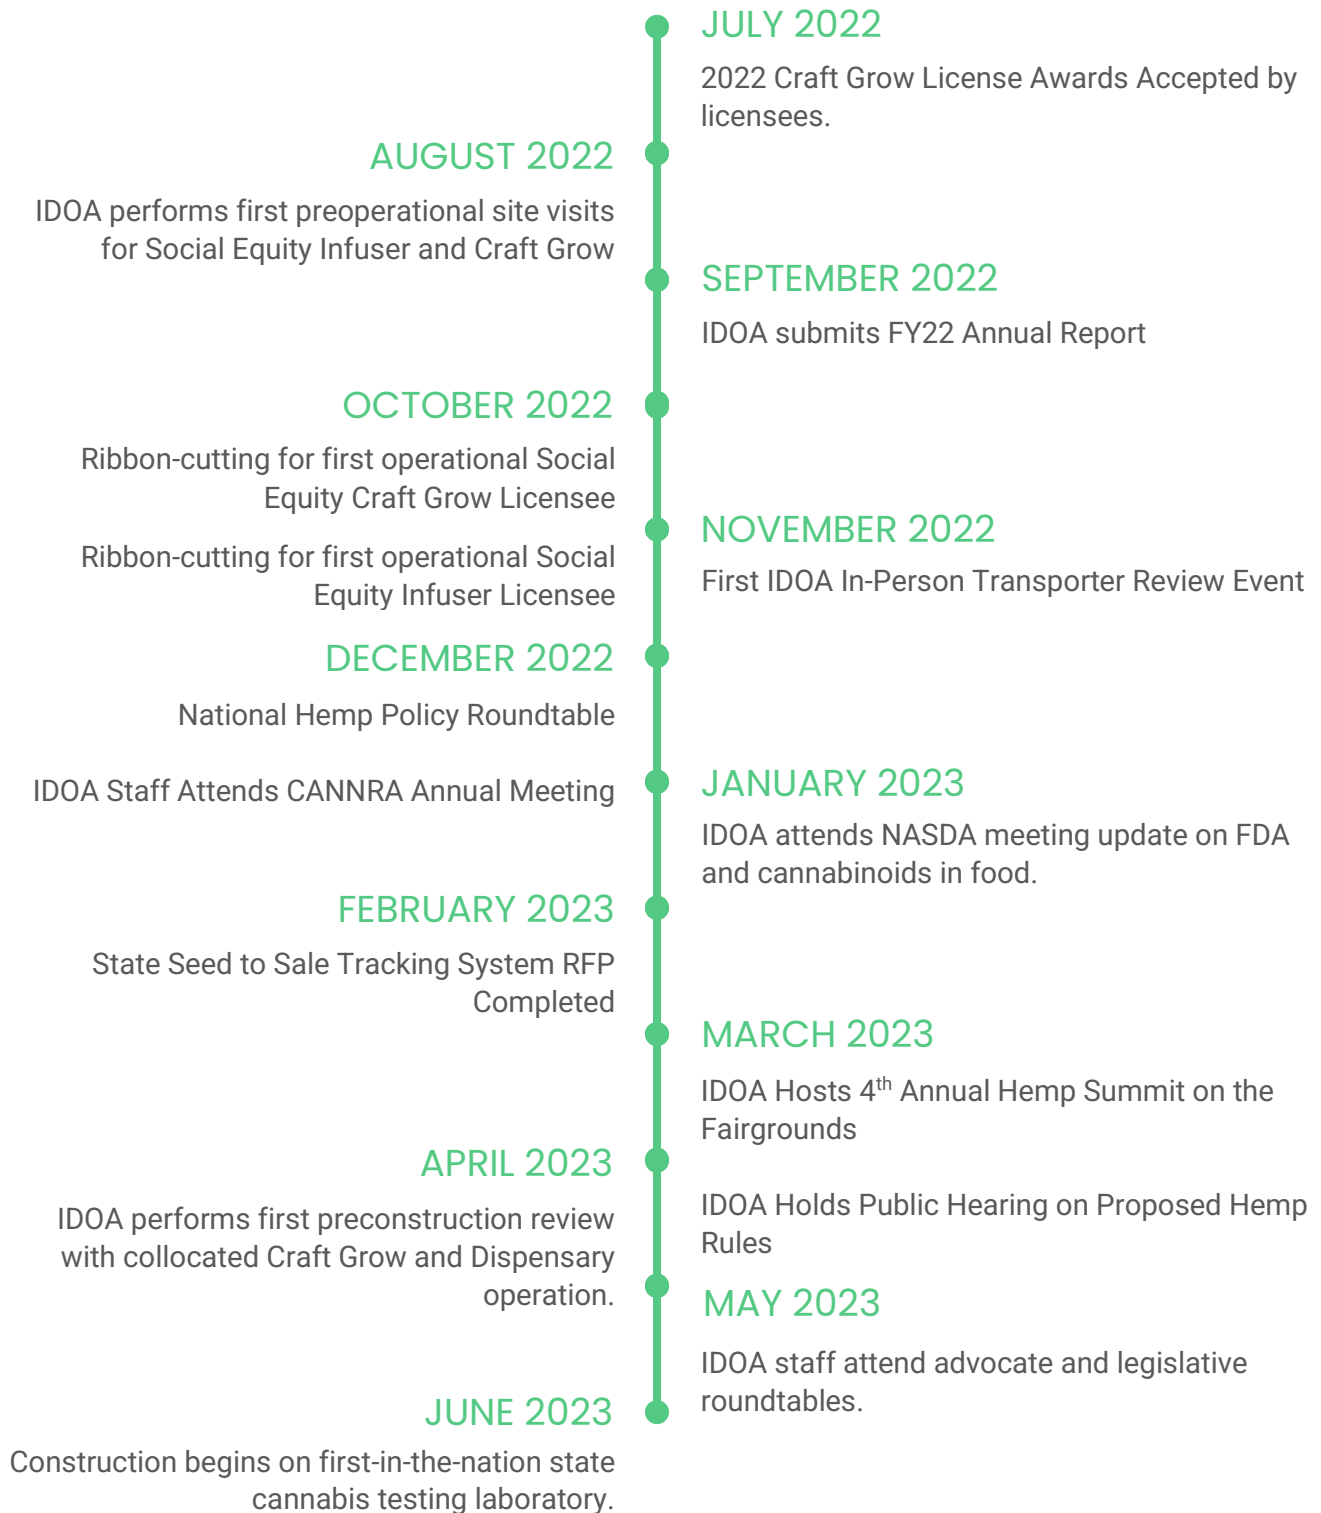 JULY 2022
2022 Craft Grow License Awards Accepted by
licensees.
AUGUST 2022
IDOA performs first preoperational site visits
for Social Equity Infuser and Craft Grow
SEPTEMBER 2022
IDOA submits FY22 Annual Report
OCTOBER 2022
Ribbon-cutting for first operational Social
Equity Craft Grow Licensee
Ribbon-cutting for first operational Social
Equity Infuser Licensee
NOVEMBER 2022
First IDOA In-Person Transporter Review Event
DECEMBER 2022
National Hemp Policy Roundtable
IDOA Staff Attends CANNRA Annual Meeting
JANUARY 2023
IDOA attends NASDA meeting update on FDA
and cannabinoids in food.
FEBRUARY 2023
State Seed to Sale Tracking System RFP
Completed
MARCH 2023
IDOA Hosts 4th Annual Hemp Summit on the
Fairgrounds
IDOA Holds Public Hearing on Proposed Hemp
Rules
APRIL 2023
IDOA performs first preconstruction review
with collocated Craft Grow and Dispensary
operation.
MAY 2023
IDOA staff attend advocate and legislative
roundtables.
JUNE 2023
Construction begins on first-in-the-nation state
cannabis testing laboratory.